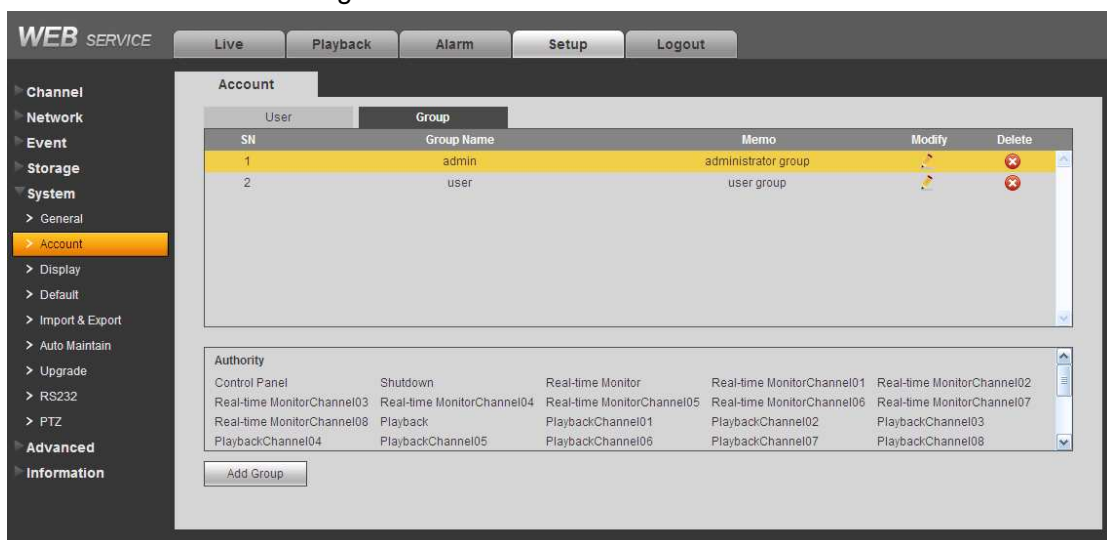 WEB SERVICE
Live Playback Alarm Setup Logout
Channel
Network
Event
Storage
System
> General
> Account
> Display
> Default
> Import & Export
> Auto Maintain
> Upgrade
> RS232
> PTZ
Advanced
Information
Account
User Group
SN Group Name Memo Modify Delete
1 admin administrator group
2 user user group
Authority
Control Panel Shutdown Real-time Monitor Real-time MonitorChannel01 Real-time MonitorChannel02
Real-time MonitorChannel03 Real-time MonitorChannel04 Real-time MonitorChannel05 Real-time MonitorChannel06 Real-time MonitorChannel07
Real-time MonitorChannel08 Playback PlaybackChannel01 PlaybackChannel02 PlaybackChannel03
PlaybackChannel04 PlaybackChannel05 PlaybackChannel06 PlaybackChannel07 PlaybackChannel08
Add Group